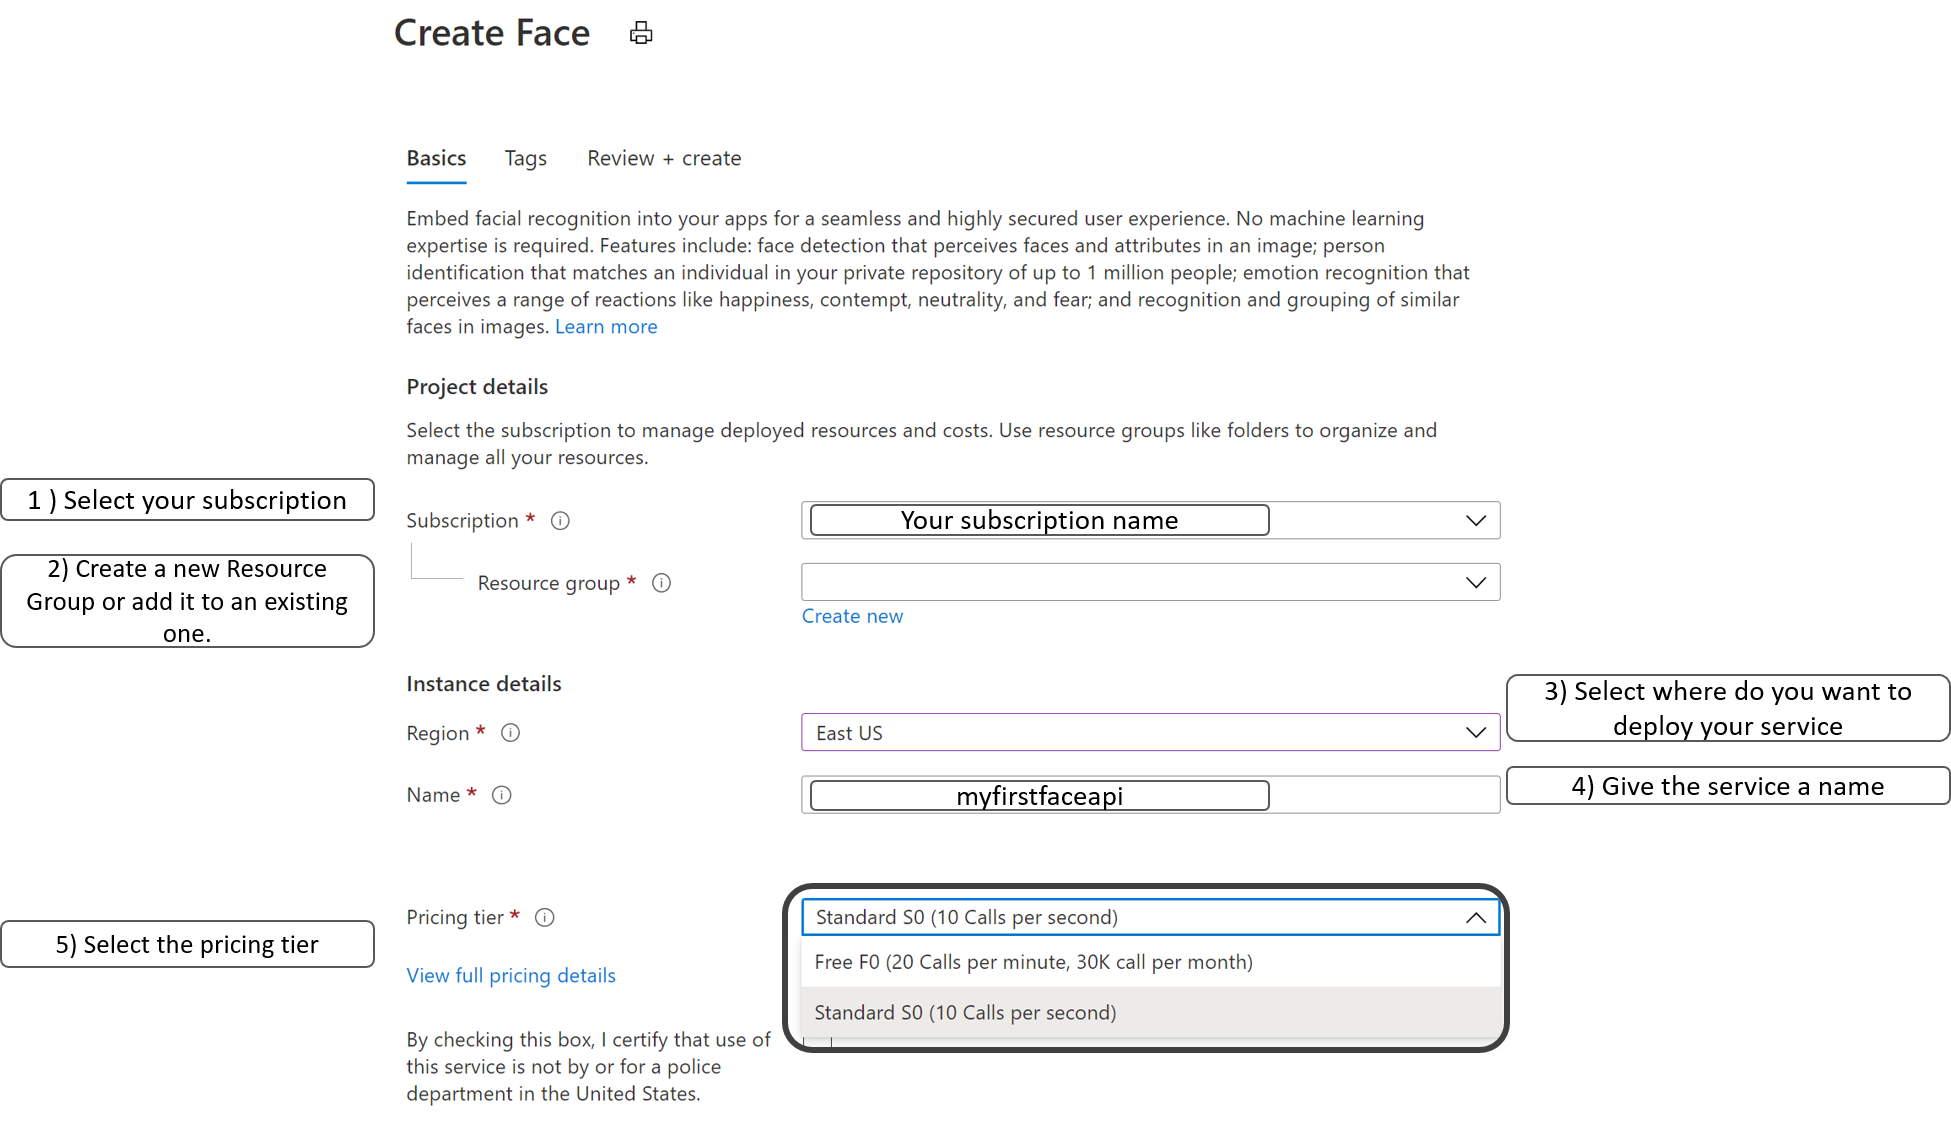 Create Face
Basics Tags Review + create
Embed facial recognition into your apps for a seamless and highly secured user experience. No machine learning
expertise is required. Features include: face detection that perceives faces and attributes in an image; person
identification that matches an individual in your private repository of up to 1 million people; emotion recognition that
perceives a range of reactions like happiness, contempt, neutrality, and fear; and recognition and grouping of similar
faces in images. Learn more
Project details
Select the subscription to manage deployed resources and costs. Use resource groups like folders to organize and
manage all your resources.
1 ) Select your subscription
Subscription *
Your subscription name
2) Create a new Resource
Group or add it to an existing
one.
Resource group *
Create new
Instance details
Region *
East US
3) Select where do you want to
deploy your service
Name *
myfirstfaceapi
4) Give the service a name
5) Select the pricing tier
Pricing tier *
Standard S0 (10 Calls per second)
Free F0 (20 Calls per minute, 30K call per month)
Standard S0 (10 Calls per second)
View full pricing details
By checking this box, I certify that use of
this service is not by or for a police
department in the United States.